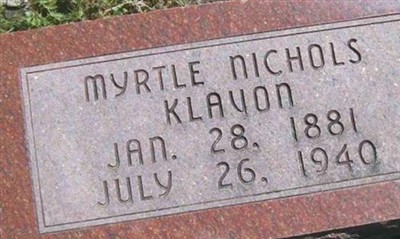 MYRTLE NICHOLS
KLAVON
JAN. 28. 1881
JULY 26. 1940